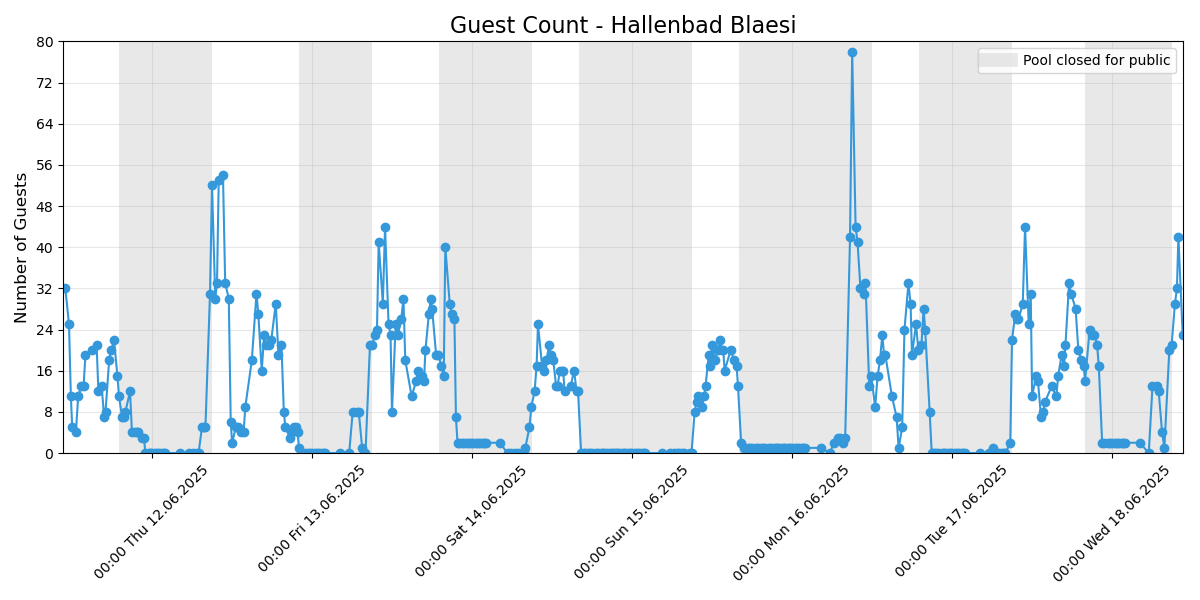 Guest Count - Hallenbad Blaesi
Pool closed for public
Number of Guests
80
72
64
56
48
40
32
24
16
8
0
00:00 Thu 12.06.2025
00:00 Fri 13.06.2025
00:00 Sat 14.06.2025
00:00 Sun 15.06.2025
00:00 Mon 16.06.2025
00:00 Tue 17.06.2025
00:00 Wed 18.06.2025